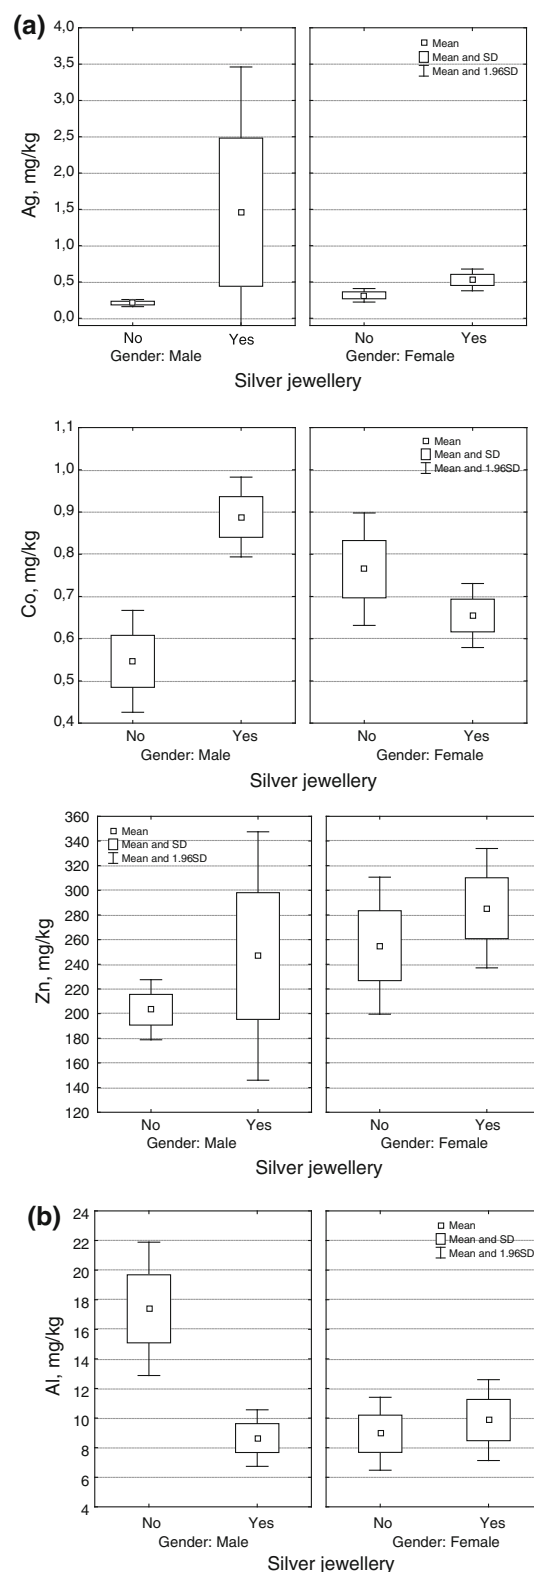 (a)
4,0
3,5
3,0
2,5
1,5
1,5
1,0
0,5
0,0
Ag, mg/kg
Mean
Mean and SD
Mean and 1.96SD
No Yes No Yes
Gender: Male Gender: Female
Silver jewellery
1,1
1,0
0,9
0,8
0,7
0,6
0,5
0,4
Co, mg/kg
Mean
Mean and SD
Mean and 1.96SD
No Yes No Yes
Gender: Male Gender: Female
Silver jewellery
360
340
320
300
280
260
240
220
200
180
160
140
120
Zn, mg/kg
Mean
Mean and SD
Mean and 1.96SD
No Yes No Yes
Gender: Male Gender: Female
Silver jewellery
(b)
24
22
20
18
16
14
12
10
8
6
4
Al, mg/kg
Mean
Mean and SD
Mean and 1.96SD
No Yes No Yes
Gender: Male Gender: Female
Silver jewellery